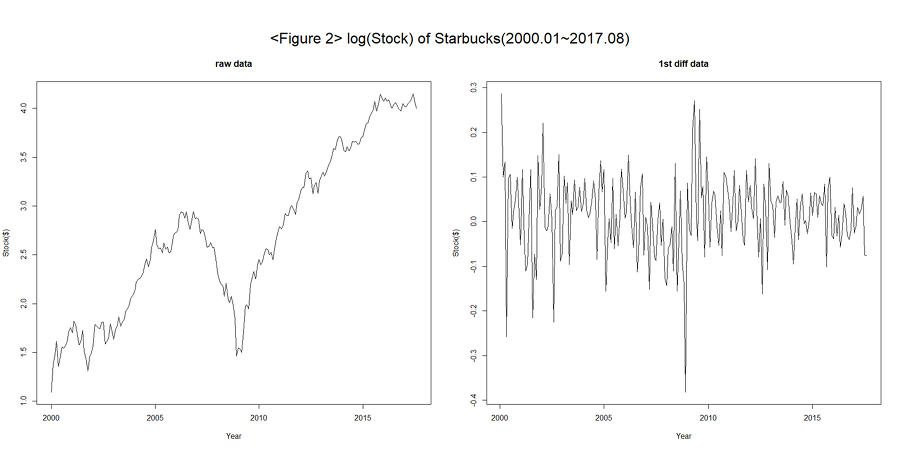 <Figure 2> log(Stock) of Starbucks(2000.01~2017.08)
raw data
Stock($)
4.0
3.5
3.0
2.5
2.0
1.5
1.0
2000 2005 2010 2015
Year
1st diff data
Stock($)
0.3
0.2
0.1
0.0
-0.1
-0.2
-0.3
-0.4
2000 2005 2010 2015
Year